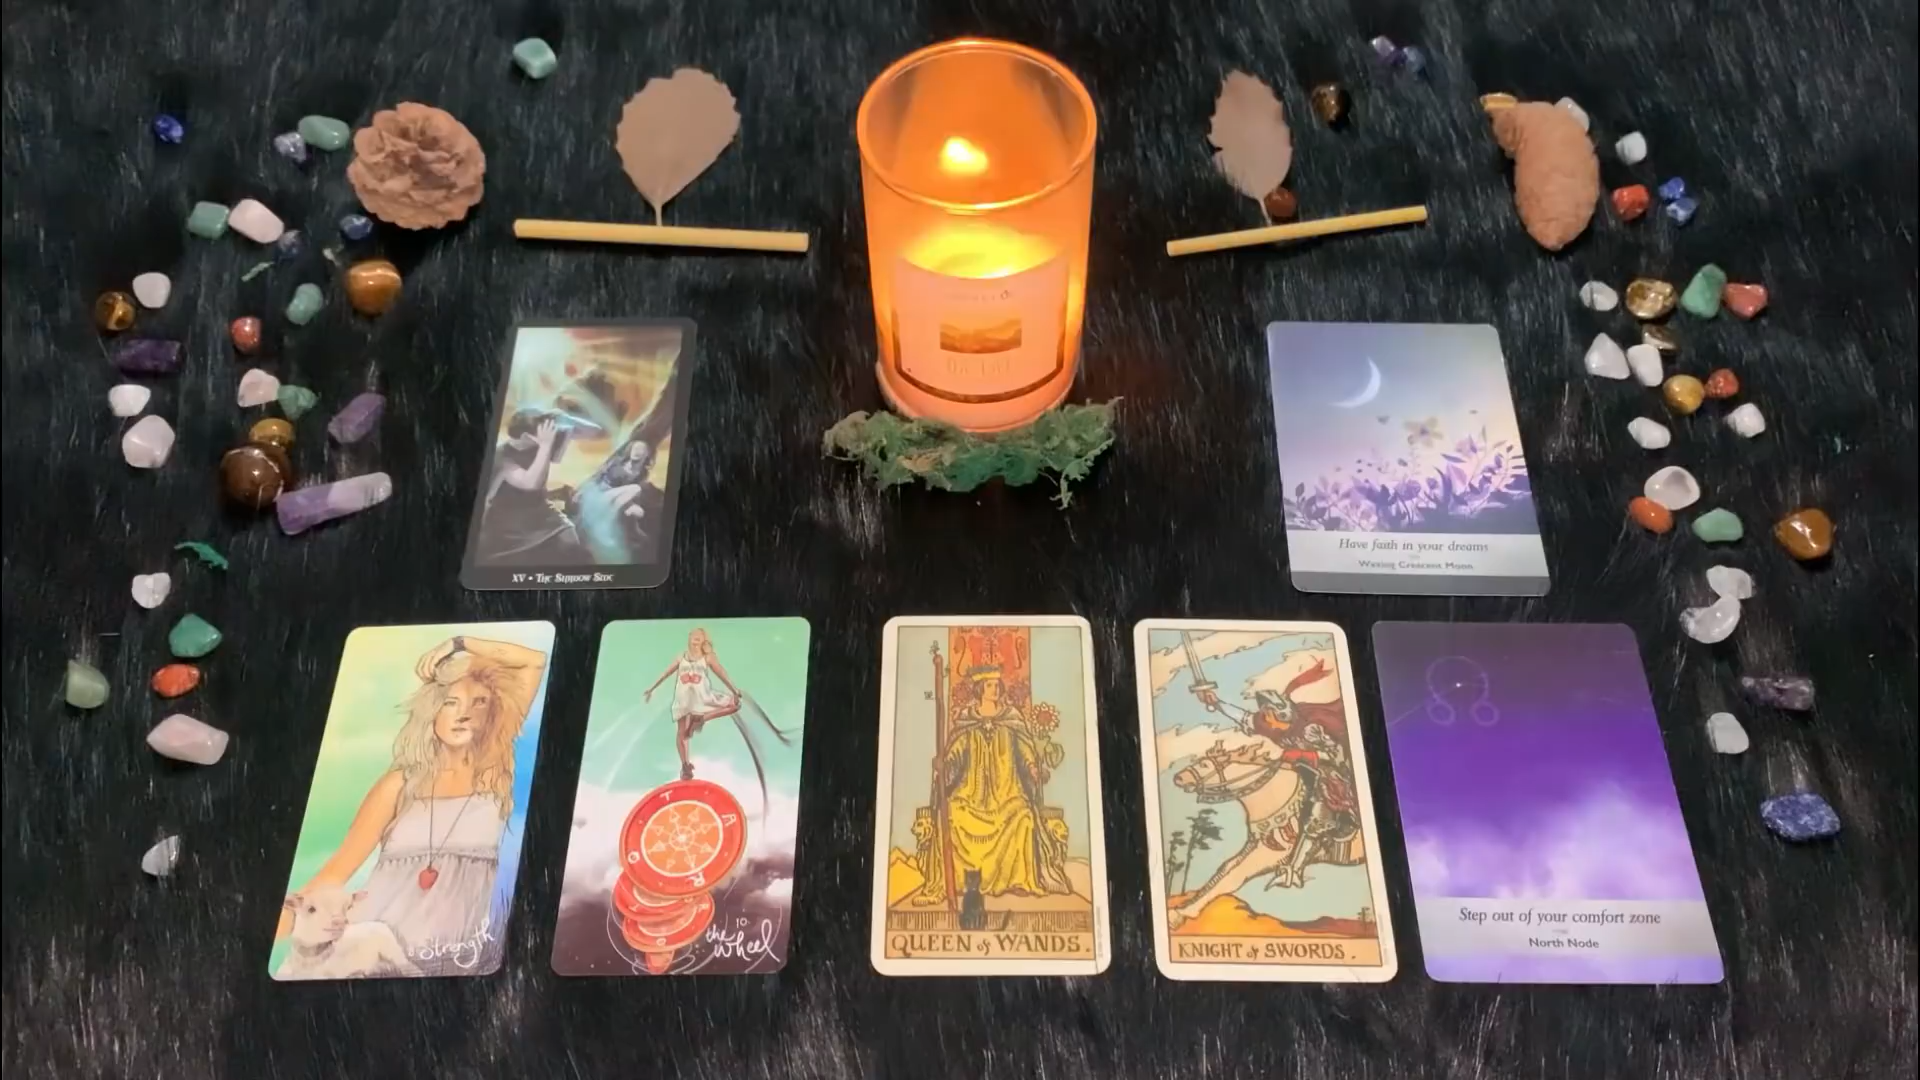 XV • The Shadow Side
Have faith in your dreams
Waxing Crescent Moon
8 Strength
T
A
R
O
10
the Wheel
QUEEN of WANDS.
KNIGHT of SWORDS.
Step out of your comfort zone
North Node